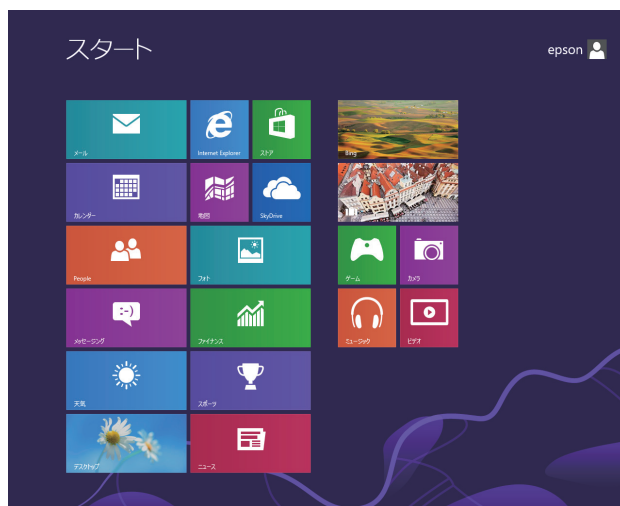 スタート
epson
メール
Internet Explorer
ストア
Bing
カレンダー
地図
SkyDrive
People
フォト
ゲーム
カメラ
メッセージング
ファイナンス
ミュージック
ビデオ
天気
スポーツ
デスクトップ
ニュース